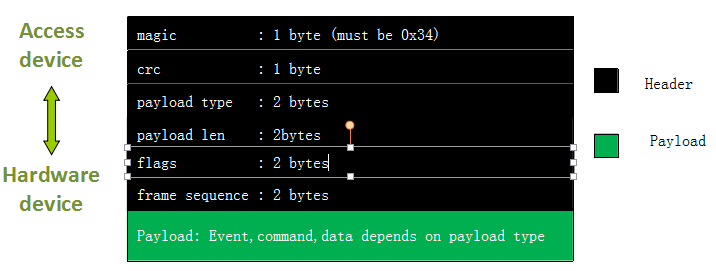 Access
device
Hardware
device
magic : 1 byte (must be 0x34)
crc : 1 byte
payload type : 2 bytes
payload len : 2bytes
flags : 2 bytes
frame sequence : 2 bytes
Payload: Event,command,data depends on payload type
Header
Payload